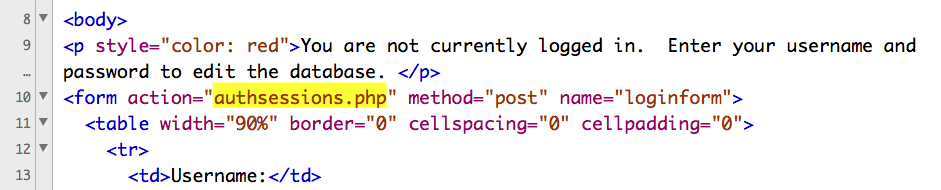 8 <body>
9 <p style="color: red">You are not currently logged in.  Enter your username and
… password to edit the database. </p>
10 <form action="authsessions.php" method="post" name="loginform">
11 <table width="90%" border="0" cellspacing="0" cellpadding="0">
12 <tr>
13 <td>Username:</td>